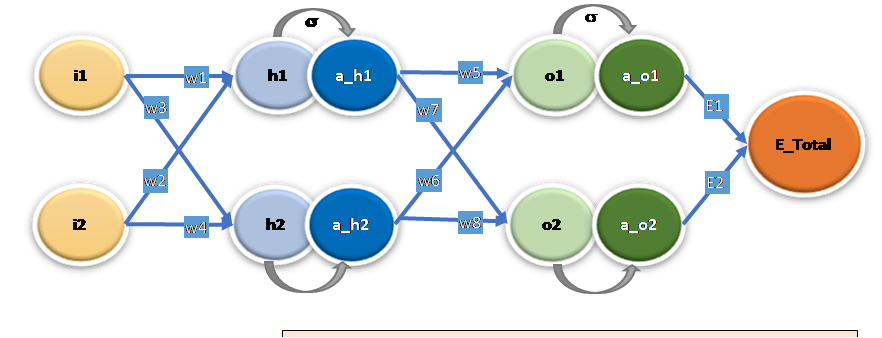 σ
σ
i1
w1
h1
a_h1
w5
o1
a_o1
E1
w3
w7
E_Total
w2
w6
E2
i2
w4
h2
a_h2
w8
o2
a_o2